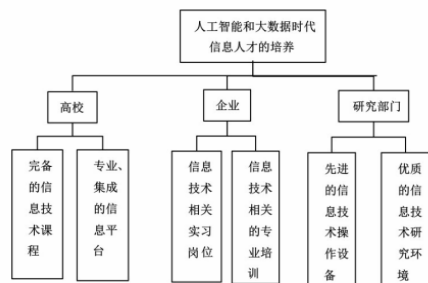 人工智能和大数据时代
信息人才的培养
高校
企业
研究部门
完备
的信
息技
术课
程
专业、
集成
的信
息平
台
信息
技术
相关
实习
岗位
信息
技术
相关
的专
业培
训
先进
的信
息技
术操
作设
备
优质
的信
息技
术研
究环
境